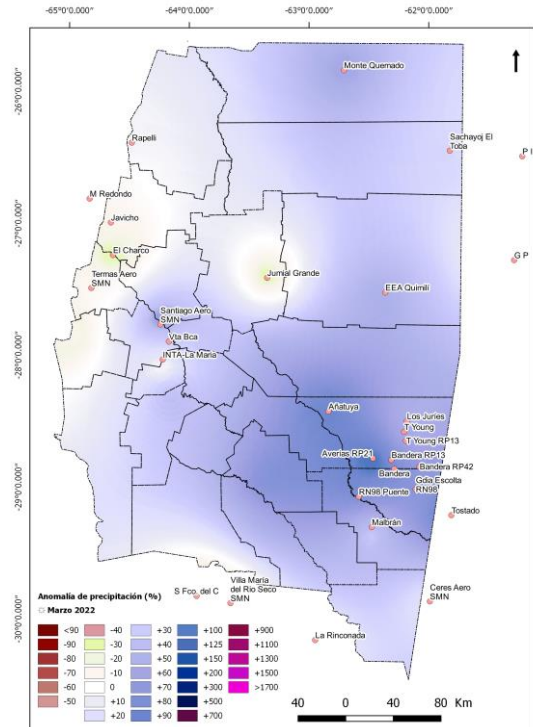 -65°0'0.000"
-64°0'0.000"
-63°0'0.000"
-62°0'0.000"
-26°0'0.000"
-27°0'0.000"
-28°0'0.000"
-29°0'0.000"
-30°0'0.000"
Monte Quemado
Rapelli
Sachayoj El
Toba
P I
M Redondo
Javicho
El Charco
Termas Aero
SMN
Jumial Grande
G P
EEA Quimili
Santiago Aero
SMN
Vta Bca
INTA-La Maria
Añatuya
Los Juries
T Young
T Young RP13
Averias RP21
Bandera RP13
Bandera RP42
Bandera
Gdia Escolta
RN98
RN98 Puente
Tostado
Malbrán
S Fco. del C
Villa Maria
del Rio Seco
SMN
Ceres Aero
SMN
La Rinconada
Anomalía de precipitación (%)
Marzo 2022
<90
-90
-80
-70
-60
-50
-40
-30
-20
-10
0
+10
+20
+30
+40
+50
+60
+70
+80
+90
+100
+125
+150
+200
+300
+500
+700
+900
+1100
+1300
+1500
>1700
40 0 40 80 Km